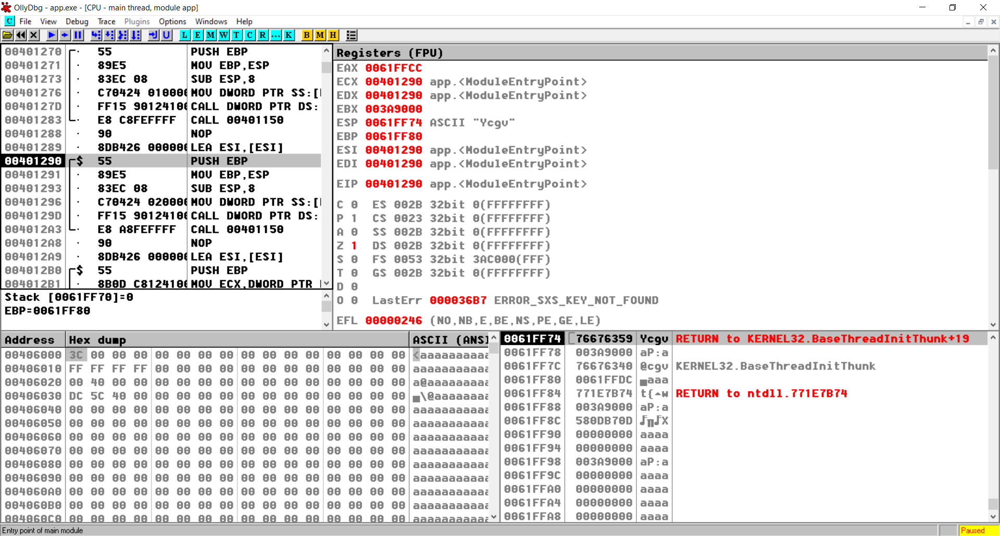 OllyDbg - app.exe - [CPU - main thread, module app]
C File View Debug Trace Plugins Options Windows Help
L E M W T C R ... K B M H
00401270 · 55 PUSH EBP
00401271 · 89E5 MOV EBP,ESP
00401273 · 83EC 08 SUB ESP,8
00401276 · C70424 010000 MOV DWORD PTR SS:[
0040127D · FF15 90124100 CALL DWORD PTR DS:
00401283 · E8 C8FEFFFF CALL 00401150
00401288 · 90 NOP
00401289 · 8DB426 000000 LEA ESI,[ESI]
00401290 $ 55 PUSH EBP
00401291 · 89E5 MOV EBP,ESP
00401293 · 83EC 08 SUB ESP,8
00401296 · C70424 020000 MOV DWORD PTR SS:[
0040129D · FF15 90124100 CALL DWORD PTR DS:
004012A3 · E8 A8FEFFFF CALL 00401150
004012A8 · 90 NOP
004012A9 · 8DB426 000000 LEA ESI,[ESI]
004012B0 $ 55 PUSH EBP
004012B1 · 8B0D C8124100 MOV ECX,DWORD PTR
Stack [0061FF70]=0
EBP=0061FF80
Registers (FPU)
EAX 0061FFCC
ECX 00401290 app.<ModuleEntryPoint>
EDX 00401290 app.<ModuleEntryPoint>
EBX 003A9000
ESP 0061FF74 ASCII "Ycgv"
EBP 0061FF80
ESI 00401290 app.<ModuleEntryPoint>
EDI 00401290 app.<ModuleEntryPoint>
EIP 00401290 app.<ModuleEntryPoint>
C 0 ES 002B 32bit 0(FFFFFFFF)
P 1 CS 0023 32bit 0(FFFFFFFF)
A 0 SS 002B 32bit 0(FFFFFFFF)
Z 1 DS 002B 32bit 0(FFFFFFFF)
S 0 FS 0053 32bit 3AC000(FFF)
T 0 GS 002B 32bit 0(FFFFFFFF)
D 0
O 0 LastErr 000036B7 ERROR_SXS_KEY_NOT_FOUND
EFL 00000246 (NO,NB,E,BE,NS,PE,GE,LE)
Address Hex dump ASCII (ANSI
00406000 3C 00 00 00 00 00 00 00 00 00 00 00 00 00 00 00 <aaaaaaaaaa
00406010 FF FF FF FF 00 00 00 00 00 00 00 00 00 00 00 00 aaaaaaaaaaa
00406020 00 40 00 00 00 00 00 00 00 00 00 00 00 00 00 00 a@aaaaaaaaa
00406030 DC 5C 40 00 00 00 00 00 00 00 00 00 00 00 00 00 ▄\@aaaaaaaa
00406040 00 00 00 00 00 00 00 00 00 00 00 00 00 00 00 00 aaaaaaaaaaa
00406050 00 00 00 00 00 00 00 00 00 00 00 00 00 00 00 00 aaaaaaaaaaa
00406060 00 00 00 00 00 00 00 00 00 00 00 00 00 00 00 00 aaaaaaaaaaa
00406070 00 00 00 00 00 00 00 00 00 00 00 00 00 00 00 00 aaaaaaaaaaa
00406080 00 00 00 00 00 00 00 00 00 00 00 00 00 00 00 00 aaaaaaaaaaa
00406090 00 00 00 00 00 00 00 00 00 00 00 00 00 00 00 00 aaaaaaaaaaa
004060A0 00 00 00 00 00 00 00 00 00 00 00 00 00 00 00 00 aaaaaaaaaaa
004060B0 00 00 00 00 00 00 00 00 00 00 00 00 00 00 00 00 aaaaaaaaaaa
004060C0 00 00 00 00 00 00 00 00 00 00 00 00 00 00 00 00 aaaaaaaaaaa
0061FF74 76676359 Ycgv RETURN to KERNEL32.BaseThreadInitThunk+19
0061FF78 003A9000 aP:a
0061FF7C 76676340 @cgv KERNEL32.BaseThreadInitThunk
0061FF80 0061FFDC ▄aaa
0061FF84 771E7B74 t{w RETURN to ntdll.771E7B74
0061FF88 003A9000 aP:a
0061FF8C 580DB70D X
0061FF90 00000000 aaaa
0061FF94 00000000 aaaa
0061FF98 003A9000 aP:a
0061FF9C 00000000 aaaa
0061FFA0 00000000 aaaa
0061FFA4 00000000 aaaa
0061FFA8 00000000 aaaa
Entry point of main module
Paused